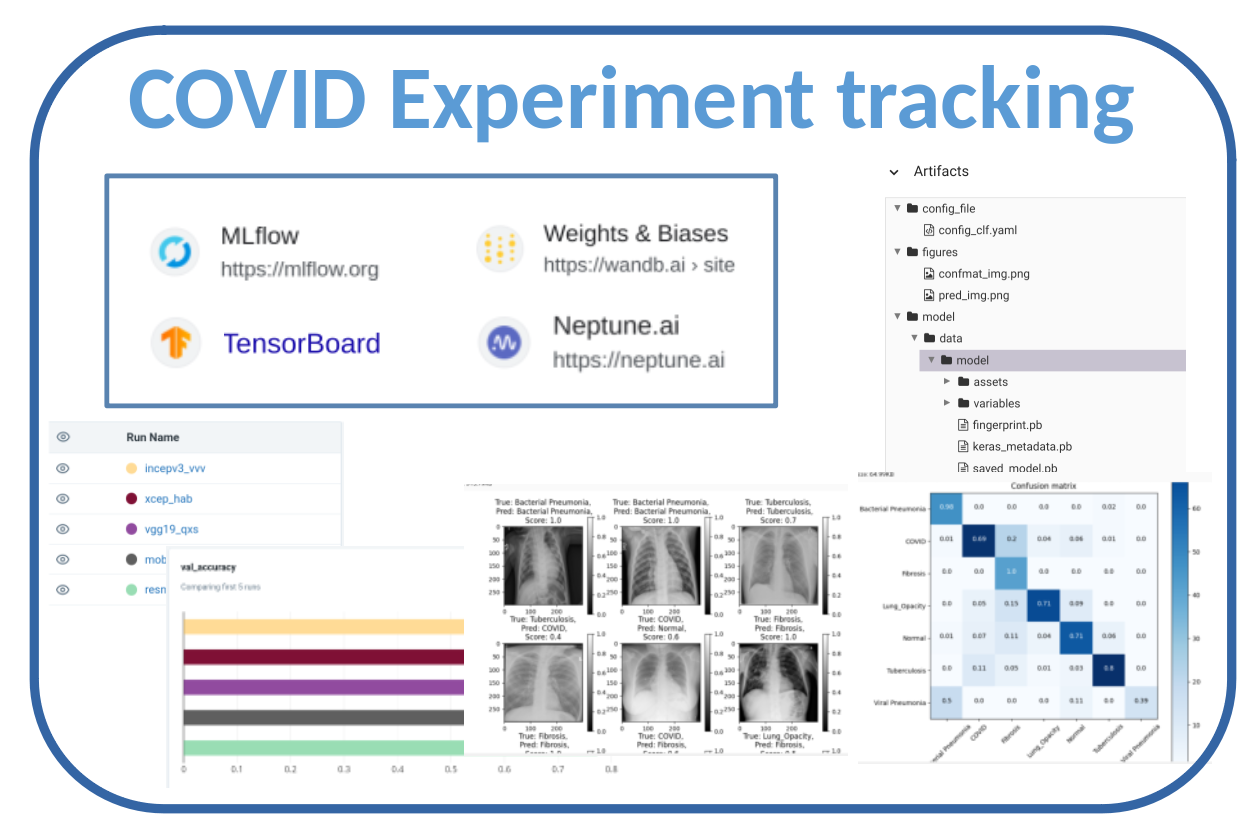 COVID Experiment tracking
MLflow
https://mlflow.org
Weights & Biases
https://wandb.ai › site
TensorBoard
Neptune.ai
https://neptune.ai
Artifacts
config_file
config_clf.yaml
figures
confmat_img.png
pred_img.png
model
data
model
assets
variables
fingerprint.pb
keras_metadata.pb
saved_model.pb
Run Name
incepv3_vvv
xcep_hab
vgg19_qxs
mob
resn
val_accuracy
Comparing first 5 runs
0 0.1 0.2 0.3 0.4 0.5 0.6 0.7 0.8
True: Bacterial Pneumonia,
Pred: Bacterial Pneumonia,
Score: 1.0
True: Bacterial Pneumonia,
Pred: Bacterial Pneumonia,
Score: 1.0
True: Tuberculosis,
Pred: Tuberculosis,
Score: 0.7
True: Tuberculosis,
Pred: COVID,
Score: 0.4
True: COVID,
Pred: Normal,
Score: 0.6
True: Fibrosis,
Pred: Fibrosis,
Score: 1.0
True: Fibrosis,
Pred: Fibrosis,
True: COVID,
Pred: COVID,
True: Lung_Opacity,
Pred: Fibrosis,
Confusion matrix
Bacterial Pneumonia 0.98 0.0 0.0 0.0 0.0 0.02 0.0
COVID 0.01 0.69 0.2 0.04 0.06 0.01 0.0
Fibrosis 0.0 0.0 1.0 0.0 0.0 0.0 0.0
Lung_Opacity 0.0 0.05 0.15 0.71 0.09 0.0 0.0
Normal 0.01 0.07 0.11 0.04 0.71 0.06 0.0
Tuberculosis 0.0 0.11 0.05 0.01 0.03 0.8 0.0
Viral Pneumonia 0.5 0.0 0.0 0.0 0.11 0.0 0.39
COVID
Fibrosis
Lung_Opacity
Normal
Tuberculosis
Viral Pneumonia
60
50
40
30
20
10